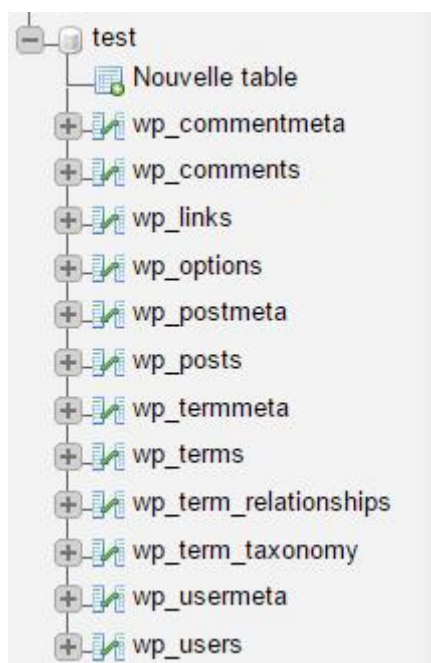 test
Nouvelle table
wp_commentmeta
wp_comments
wp_links
wp_options
wp_postmeta
wp_posts
wp_termmeta
wp_terms
wp_term_relationships
wp_term_taxonomy
wp_usermeta
wp_users